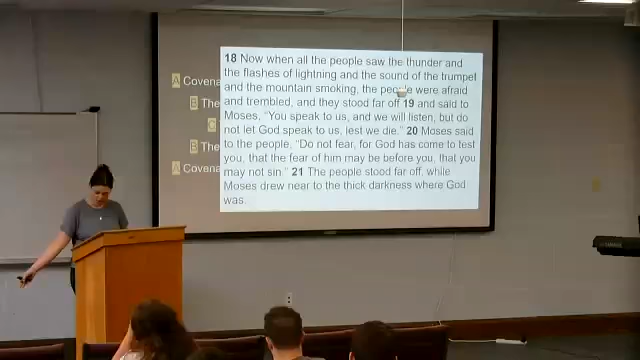 18 Now when all the people saw the thunder and
the flashes of lightning and the sound of the trumpet
and the mountain smoking, the people were afraid
and trembled, and they stood far off 19 and said to
Moses, “You speak to us, and we will listen, but do
not let God speak to us, lest we die.” 20 Moses said
to the people, “Do not fear, for God has come to test
you, that the fear of him may be before you, that you
may not sin.” 21 The people stood far off, while
Moses drew near to the thick darkness where God
was.
A Covena
B The
C
B The
A Covena